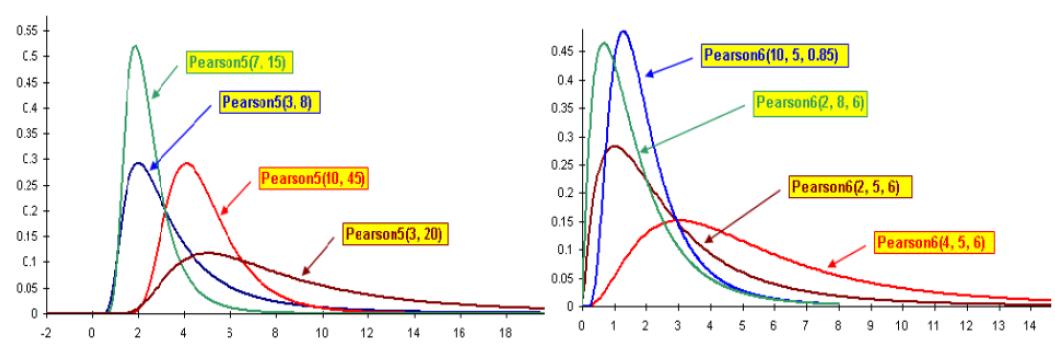 0.55
0.5
0.45
0.4
0.35
0.3
0.25
0.2
0.15
0.1
0.05
0
Pearson5(7, 15)
Pearson5(3, 8)
Pearson5(10, 45)
Pearson5(3, 20)
-2 0 2 4 6 8 10 12 14 16 18
0.45
0.4
0.35
0.3
0.25
0.2
0.15
0.1
0.05
0
Pearson6(10, 5, 0.85)
Pearson6(2, 8, 6)
Pearson6(2, 5, 6)
Pearson6(4, 5, 6)
0 1 2 3 4 5 6 7 8 9 10 11 12 13 14